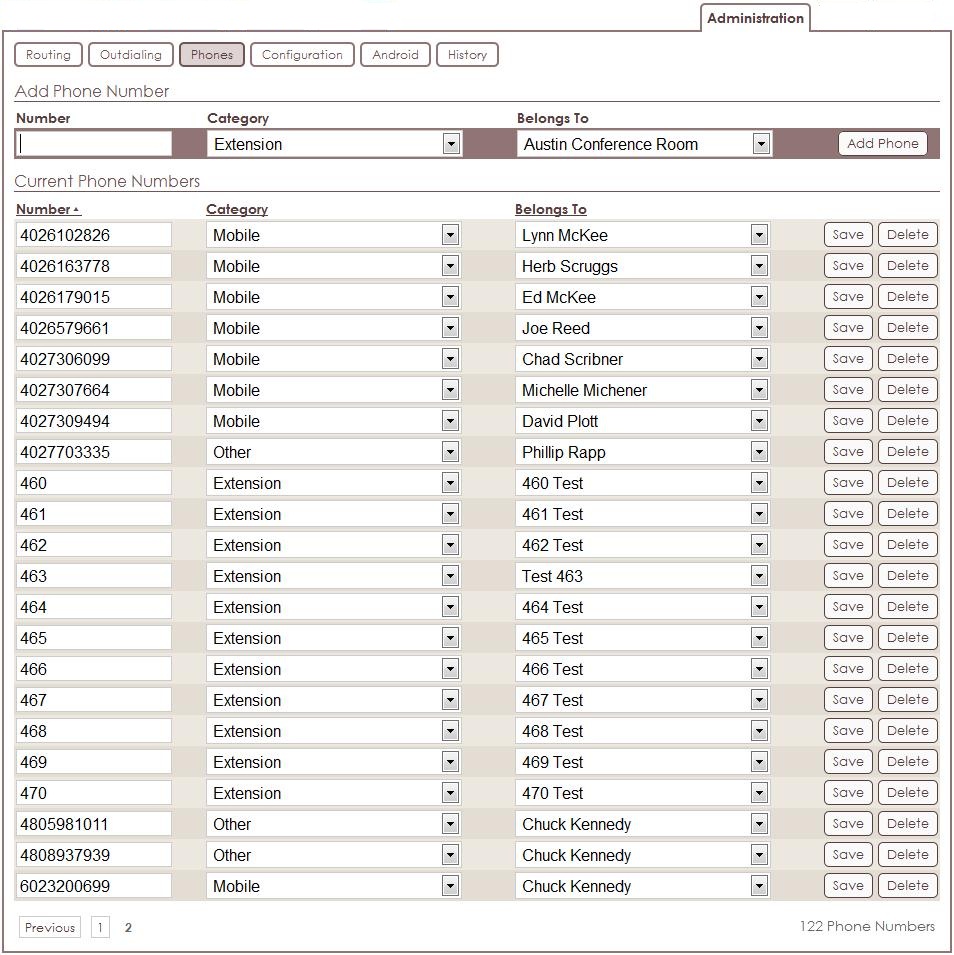 Administration
Routing Outdialing Phones Configuration Android History
Add Phone Number
Number Category Belongs To
Extension Austin Conference Room Add Phone
Current Phone Numbers
Number Category Belongs To
4026102826 Mobile Lynn McKee Save Delete
4026163778 Mobile Herb Scruggs Save Delete
4026179015 Mobile Ed McKee Save Delete
4026579661 Mobile Joe Reed Save Delete
4027306099 Mobile Chad Scribner Save Delete
4027307664 Mobile Michelle Michener Save Delete
4027309494 Mobile David Plott Save Delete
4027703335 Other Phillip Rapp Save Delete
460 Extension 460 Test Save Delete
461 Extension 461 Test Save Delete
462 Extension 462 Test Save Delete
463 Extension Test 463 Save Delete
464 Extension 464 Test Save Delete
465 Extension 465 Test Save Delete
466 Extension 466 Test Save Delete
467 Extension 467 Test Save Delete
468 Extension 468 Test Save Delete
469 Extension 469 Test Save Delete
470 Extension 470 Test Save Delete
4805981011 Other Chuck Kennedy Save Delete
4808937939 Other Chuck Kennedy Save Delete
6023200699 Mobile Chuck Kennedy Save Delete
Previous 1 2 122 Phone Numbers